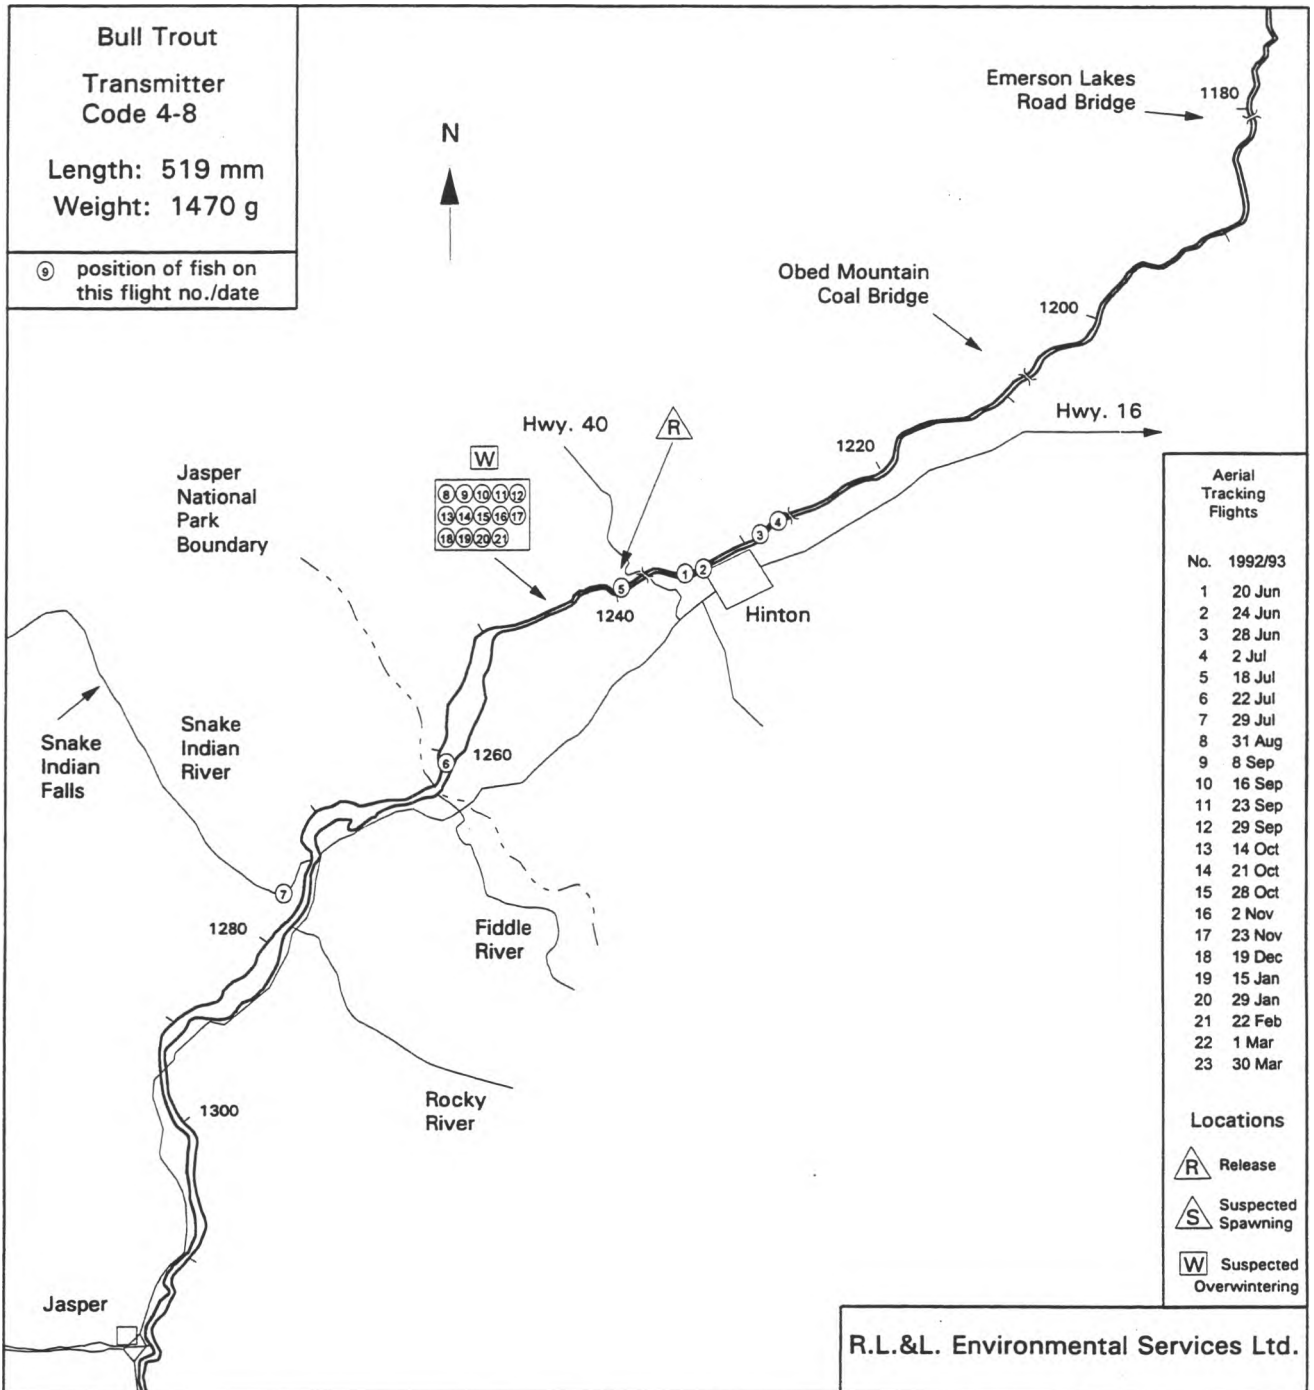 Bull Trout
Transmitter
Code 4-8
Length: 519 mm
Weight: 1470 g
9 position of fish on
this flight no./date
N
Emerson Lakes
Road Bridge
1180
Obed Mountain
Coal Bridge
1200
Hwy. 16
1220
Hwy. 40
R
W
8 9 10 11 12
13 14 15 16 17
18 19 20 21
Jasper
National
Park
Boundary
4
3
2
1
5
1240
Hinton
Snake
Indian
Falls
Snake
Indian
River
6
1260
7
1280
Fiddle
River
Rocky
River
1300
Jasper
Aerial
Tracking
Flights
No. 1992/93
1 20 Jun
2 24 Jun
3 28 Jun
4 2 Jul
5 18 Jul
6 22 Jul
7 29 Jul
8 31 Aug
9 8 Sep
10 16 Sep
11 23 Sep
12 29 Sep
13 14 Oct
14 21 Oct
15 28 Oct
16 2 Nov
17 23 Nov
18 19 Dec
19 15 Jan
20 29 Jan
21 22 Feb
22 1 Mar
23 30 Mar
Locations
R Release
S Suspected
Spawning
W Suspected
Overwintering
R.L.&L. Environmental Services Ltd.